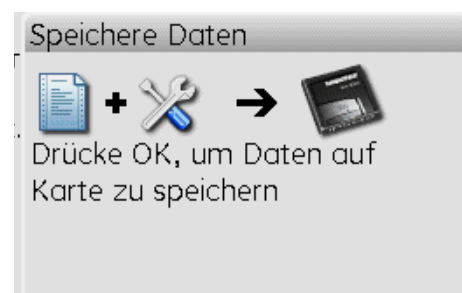 Speichere Daten
Drücke OK, um Daten auf
Karte zu speichern